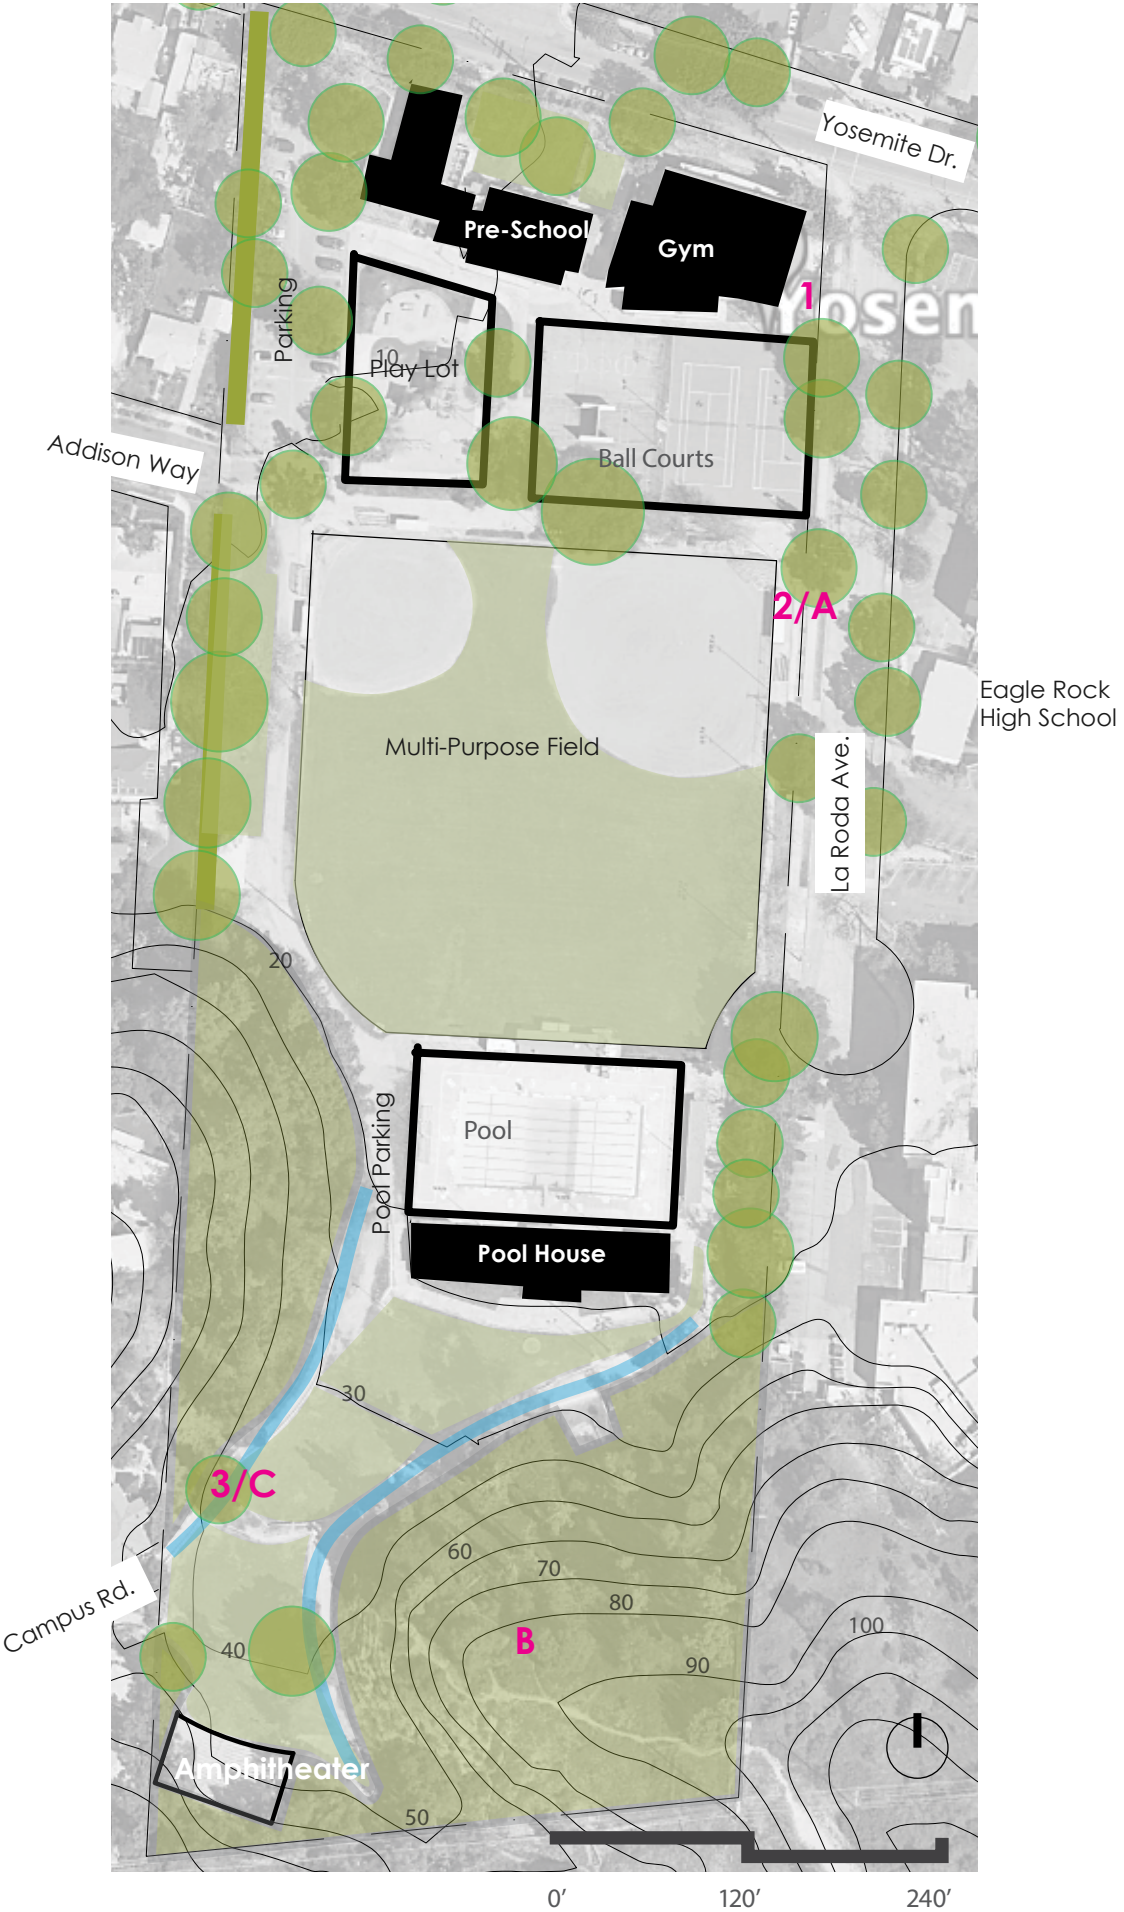 Yosemite Dr.
Pre-School
Gym
1
Yosen
Parking
10
Play Lot
Addison Way
Ball Courts
2/A
Eagle Rock
High School
Multi-Purpose Field
La Roda Ave.
20
Pool Parking
Pool
Pool House
30
3/C
60
70
80
Campus Rd.
B
100
40
90
Amphitheater
50
0’
120’
240’